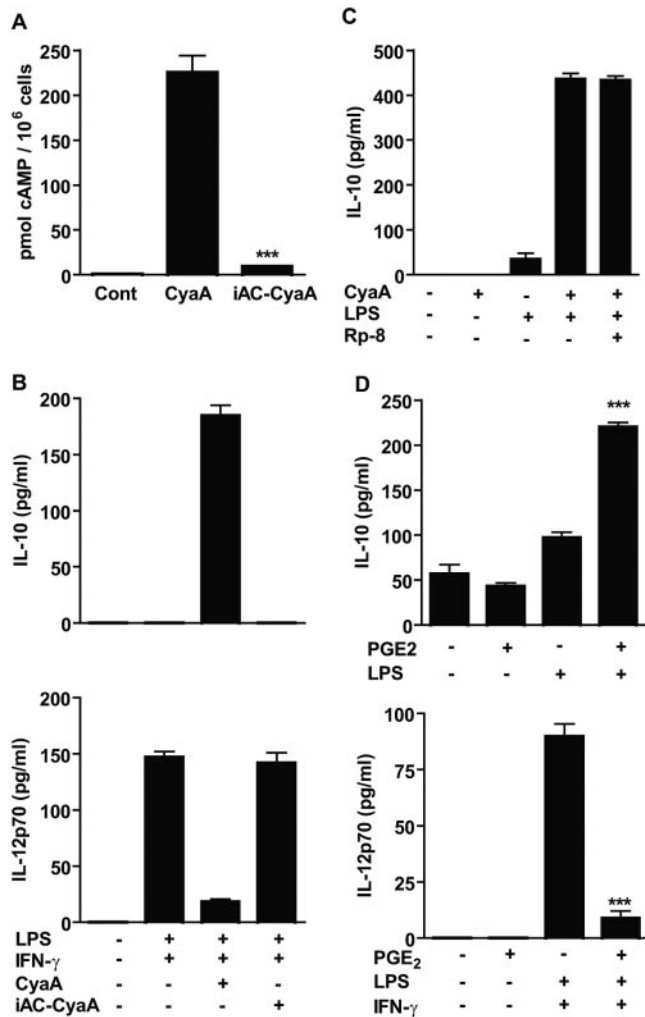 A
pmol cAMP / 10⁶ cells
250
200
150
100
50
0
***
Cont CyaA iAC-CyaA
B
IL-10 (pg/ml)
200
150
100
50
0
IL-12p70 (pg/ml)
200
150
100
50
0
LPS - + + +
IFN-γ - + + +
CyaA - - + -
iAC-CyaA - - - +
C
IL-10 (pg/ml)
500
400
300
200
100
0
CyaA - + - + +
LPS - - + + +
Rp-8 - - - - +
D
IL-10 (pg/ml)
250
200
150
100
50
0
***
PGE2 - + - +
LPS - - + +
IL-12p70 (pg/ml)
100
75
50
25
0
***
PGE₂ - + - +
LPS - - + +
IFN-γ - - + +